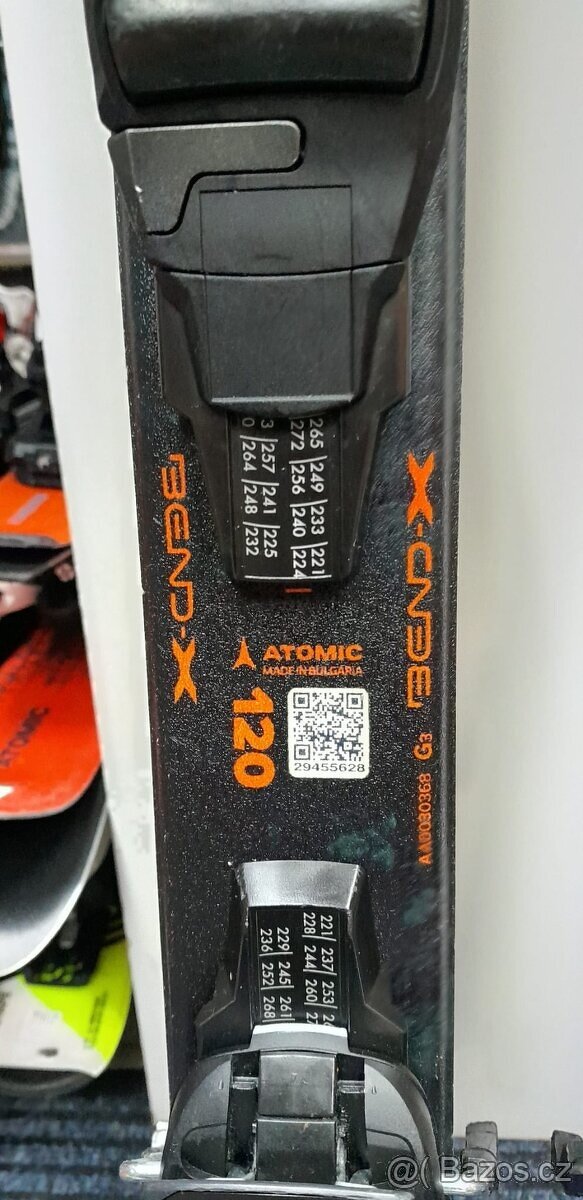 265 249 233 221
272 256 240 224
257 241 225
264 248 232
BEND-X
X-CAPE
ATOMIC
MADE IN BULGARIA
120
29455628
AA0030368 G3
221 237 253
228 244 260
229 245 261
236 252 268
ATOMIC
@( Bazos.cz